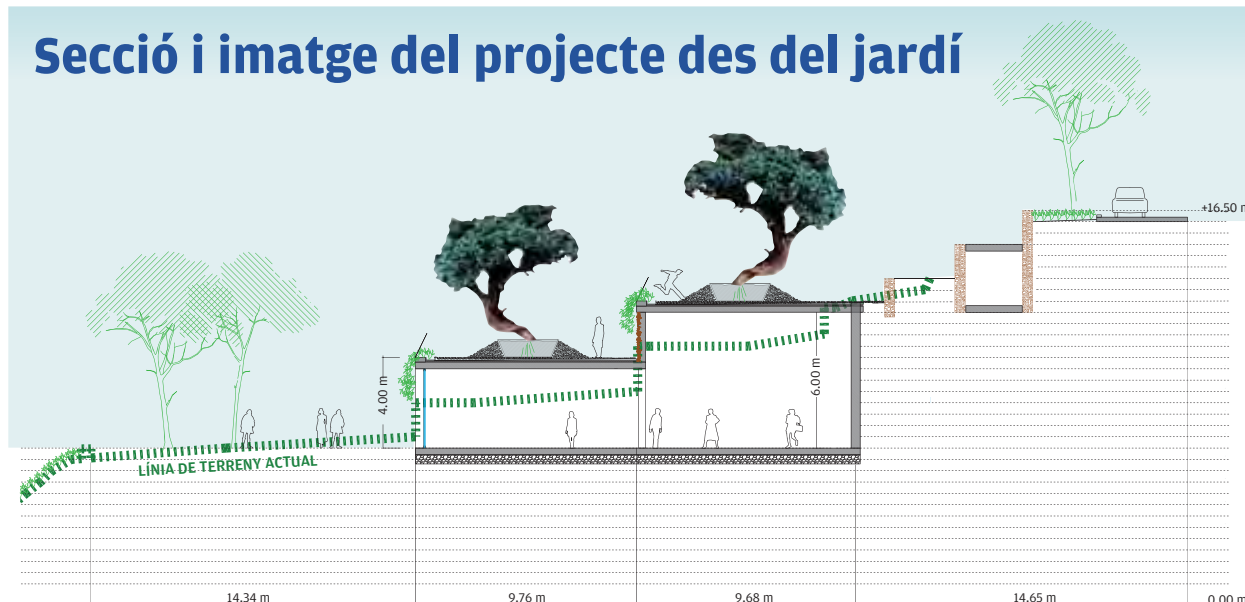 Secció i imatge del projecte des del jardí
+16.50 m
4.00 m
6.00 m
LÍNIA DE TERRENY ACTUAL
14.34 m
9.76 m
9.68 m
14.65 m
0.00 m